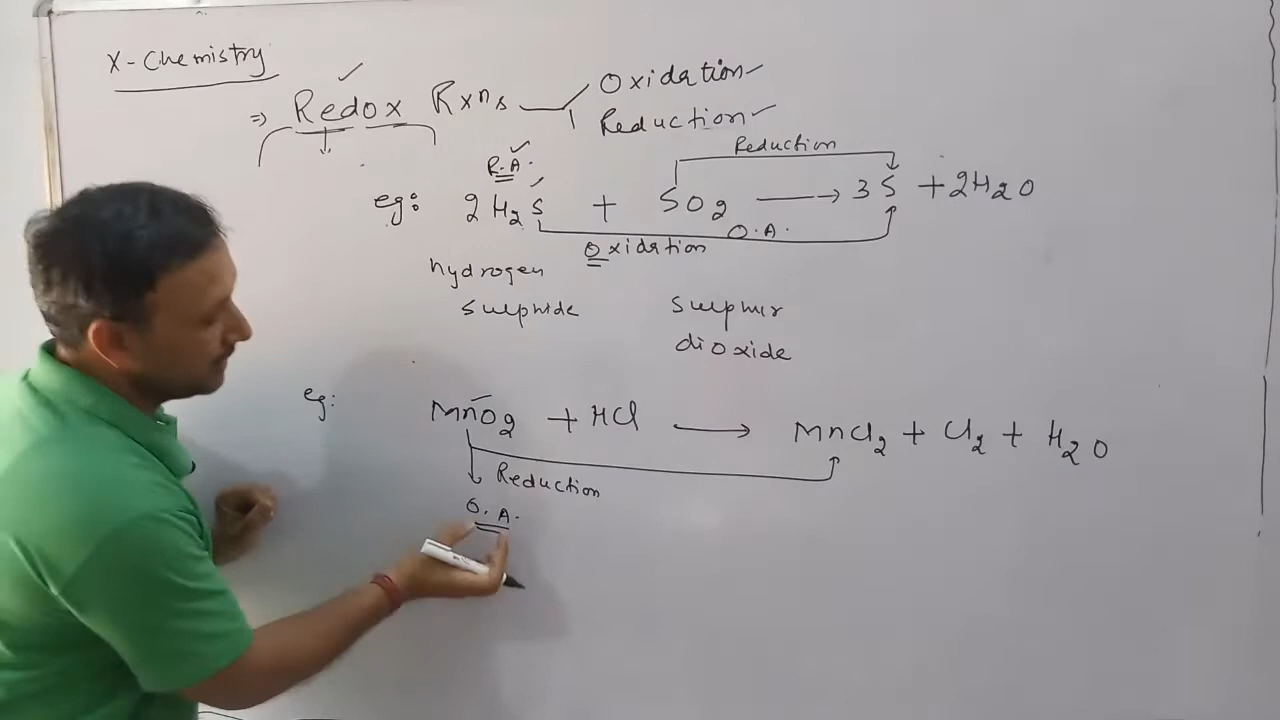 X-Chemistry
=> Redox Rxns
Oxidation
Reduction
Reduction
R.A.
eg: 2H2S + SO2 → 3S + 2H2O
O.A.
Oxidation
hydrogen
sulphide
sulphur
dioxide
eg: MnO2 + HCl → MnCl2 + Cl2 + H2O
Reduction
O.A.